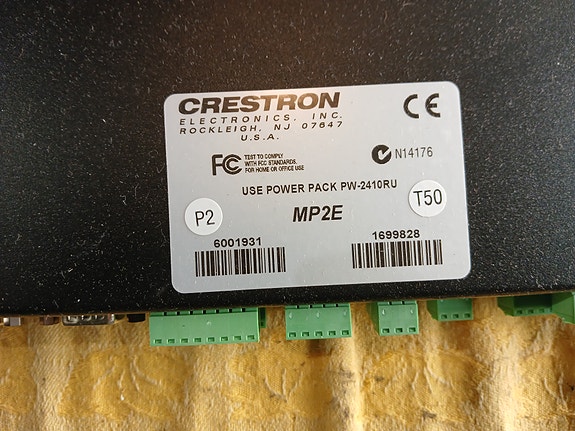 CRESTRON
ELECTRONICS, INC.
ROCKLEIGH, NJ 07647
U.S.A.
CE
FC
TEST TO COMPLY
WITH FCC STANDARDS.
FOR HOME OR OFFICE USE
N14176
USE POWER PACK PW-2410RU
P2
MP2E
T50
6001931
1699828